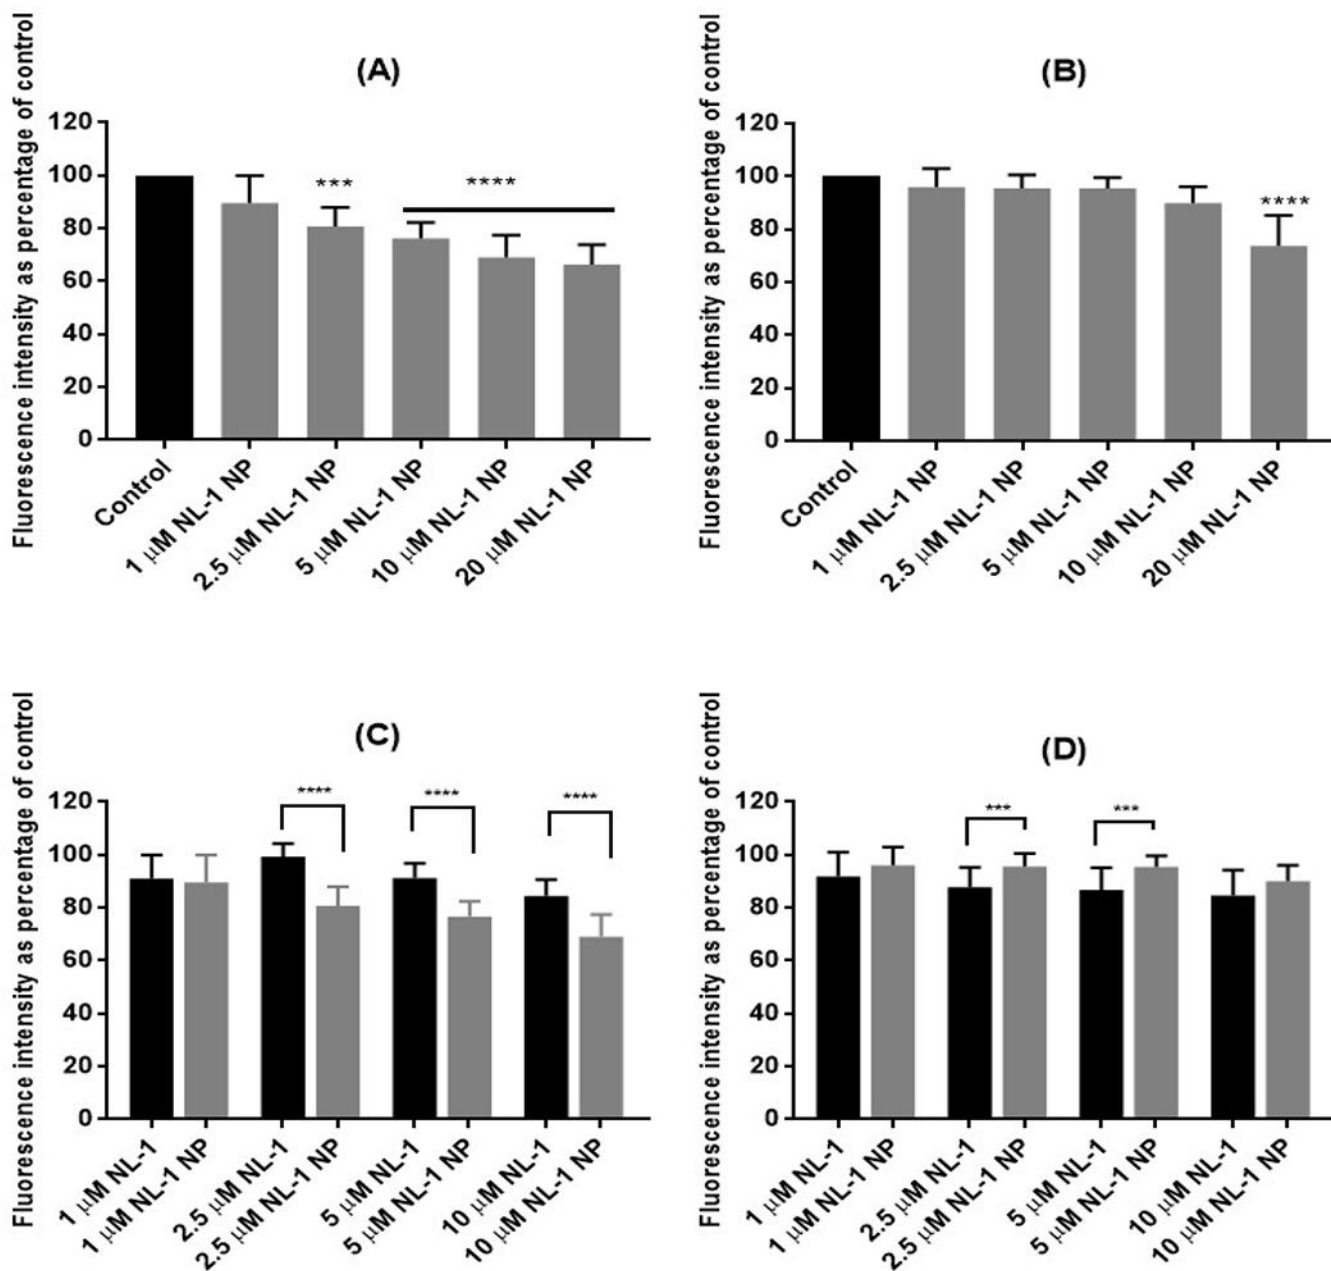 (A)
Fluorescence intensity as percentage of control
120
100
80
60
40
20
0
***
****
Control
1 μM NL-1 NP
2.5 μM NL-1 NP
5 μM NL-1 NP
10 μM NL-1 NP
20 μM NL-1 NP
(B)
Fluorescence intensity as percentage of control
120
100
80
60
40
20
0
****
Control
1 μM NL-1 NP
2.5 μM NL-1 NP
5 μM NL-1 NP
10 μM NL-1 NP
20 μM NL-1 NP
(C)
Fluorescence intensity as percentage of control
120
100
80
60
40
20
0
****
****
****
1 μM NL-1
1 μM NL-1 NP
2.5 μM NL-1
2.5 μM NL-1 NP
5 μM NL-1
5 μM NL-1 NP
10 μM NL-1
10 μM NL-1 NP
(D)
Fluorescence intensity as percentage of control
120
100
80
60
40
20
0
***
***
1 μM NL-1
1 μM NL-1 NP
2.5 μM NL-1
2.5 μM NL-1 NP
5 μM NL-1
5 μM NL-1 NP
10 μM NL-1
10 μM NL-1 NP